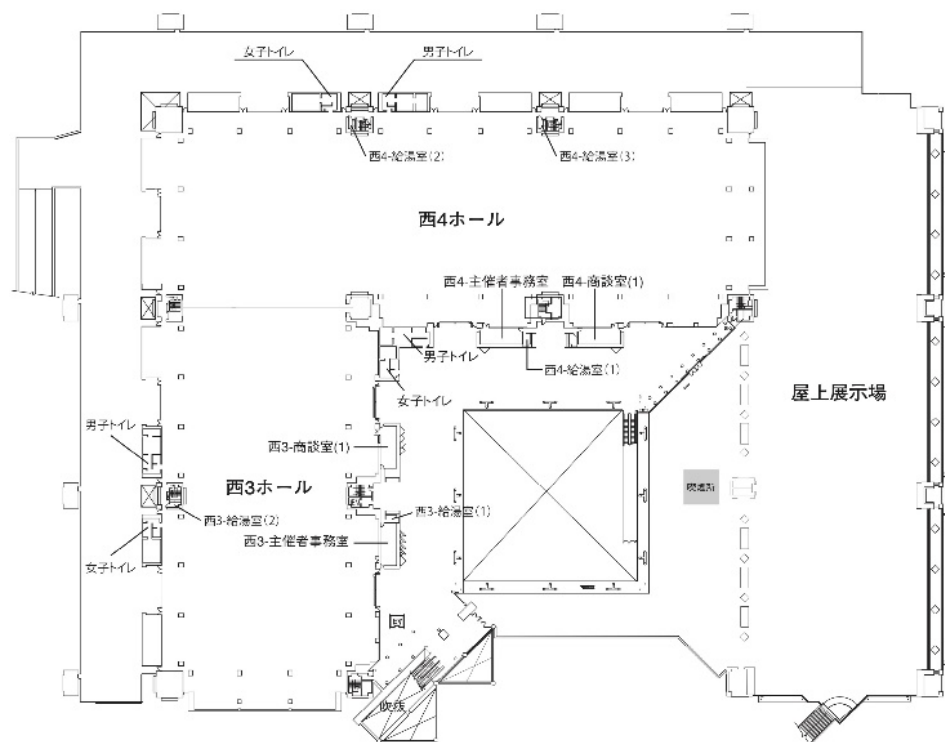 女子トイレ
男子トイレ
西4-給湯室(2)
西4-給湯室(3)
西4ホール
西4-主催者事務室
西4-商談室(1)
男子トイレ
西4-給湯室(1)
女子トイレ
屋上展示場
男子トイレ
西3-商談室(1)
西3ホール
喫煙所
西3-給湯室(2)
西3-給湯室(1)
西3-主催者事務室
女子トイレ
吹抜